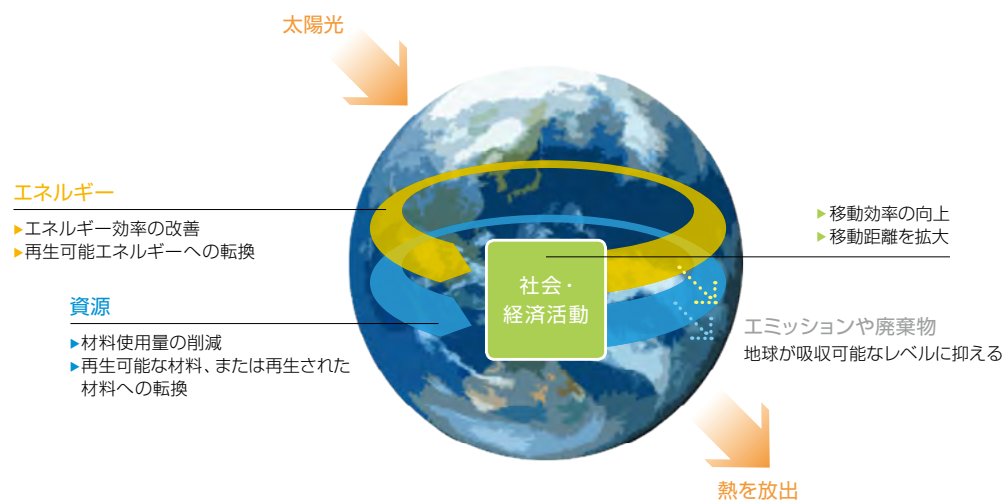 太陽光
エネルギー
▶エネルギー効率の改善
▶再生可能エネルギーへの転換
資源
▶材料使用量の削減
▶再生可能な材料、または再生された
材料への転換
社会・
経済活動
▶移動効率の向上
▶移動距離を拡大
エミッションや廃棄物
地球が吸収可能なレベルに抑える
熱を放出